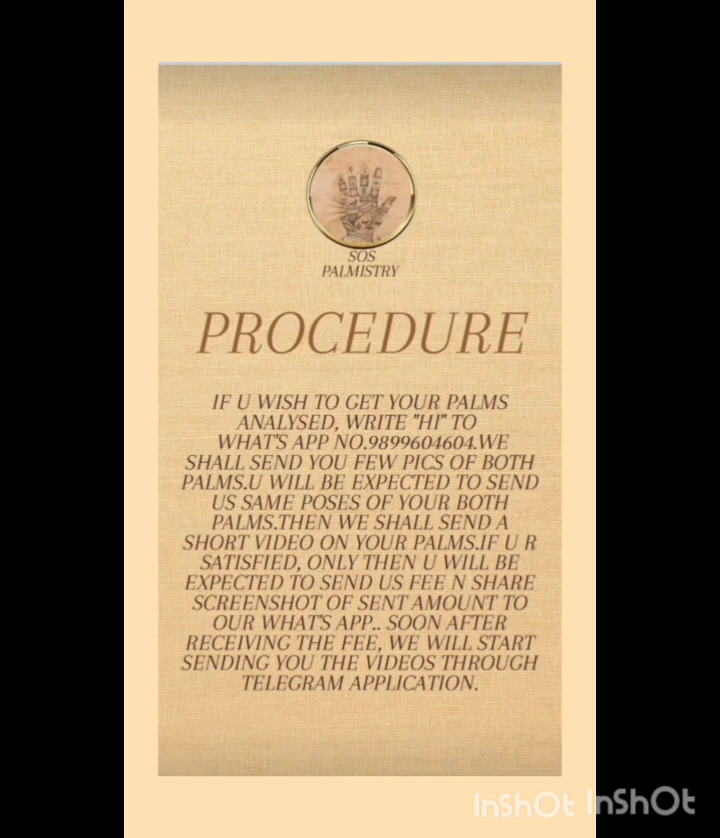 SOS
PALMISTRY
PROCEDURE
IF U WISH TO GET YOUR PALMS
ANALYSED, WRITE "HI" TO
WHAT'S APP NO.9899604604.WE
SHALL SEND YOU FEW PICS OF BOTH
PALMS.U WILL BE EXPECTED TO SEND
US SAME POSES OF YOUR BOTH
PALMS.THEN WE SHALL SEND A
SHORT VIDEO ON YOUR PALMS.IF U R
SATISFIED, ONLY THEN U WILL BE
EXPECTED TO SEND US FEE N SHARE
SCREENSHOT OF SENT AMOUNT TO
OUR WHAT'S APP.. SOON AFTER
RECEIVING THE FEE, WE WILL START
SENDING YOU THE VIDEOS THROUGH
TELEGRAM APPLICATION.
InShOt InShOt